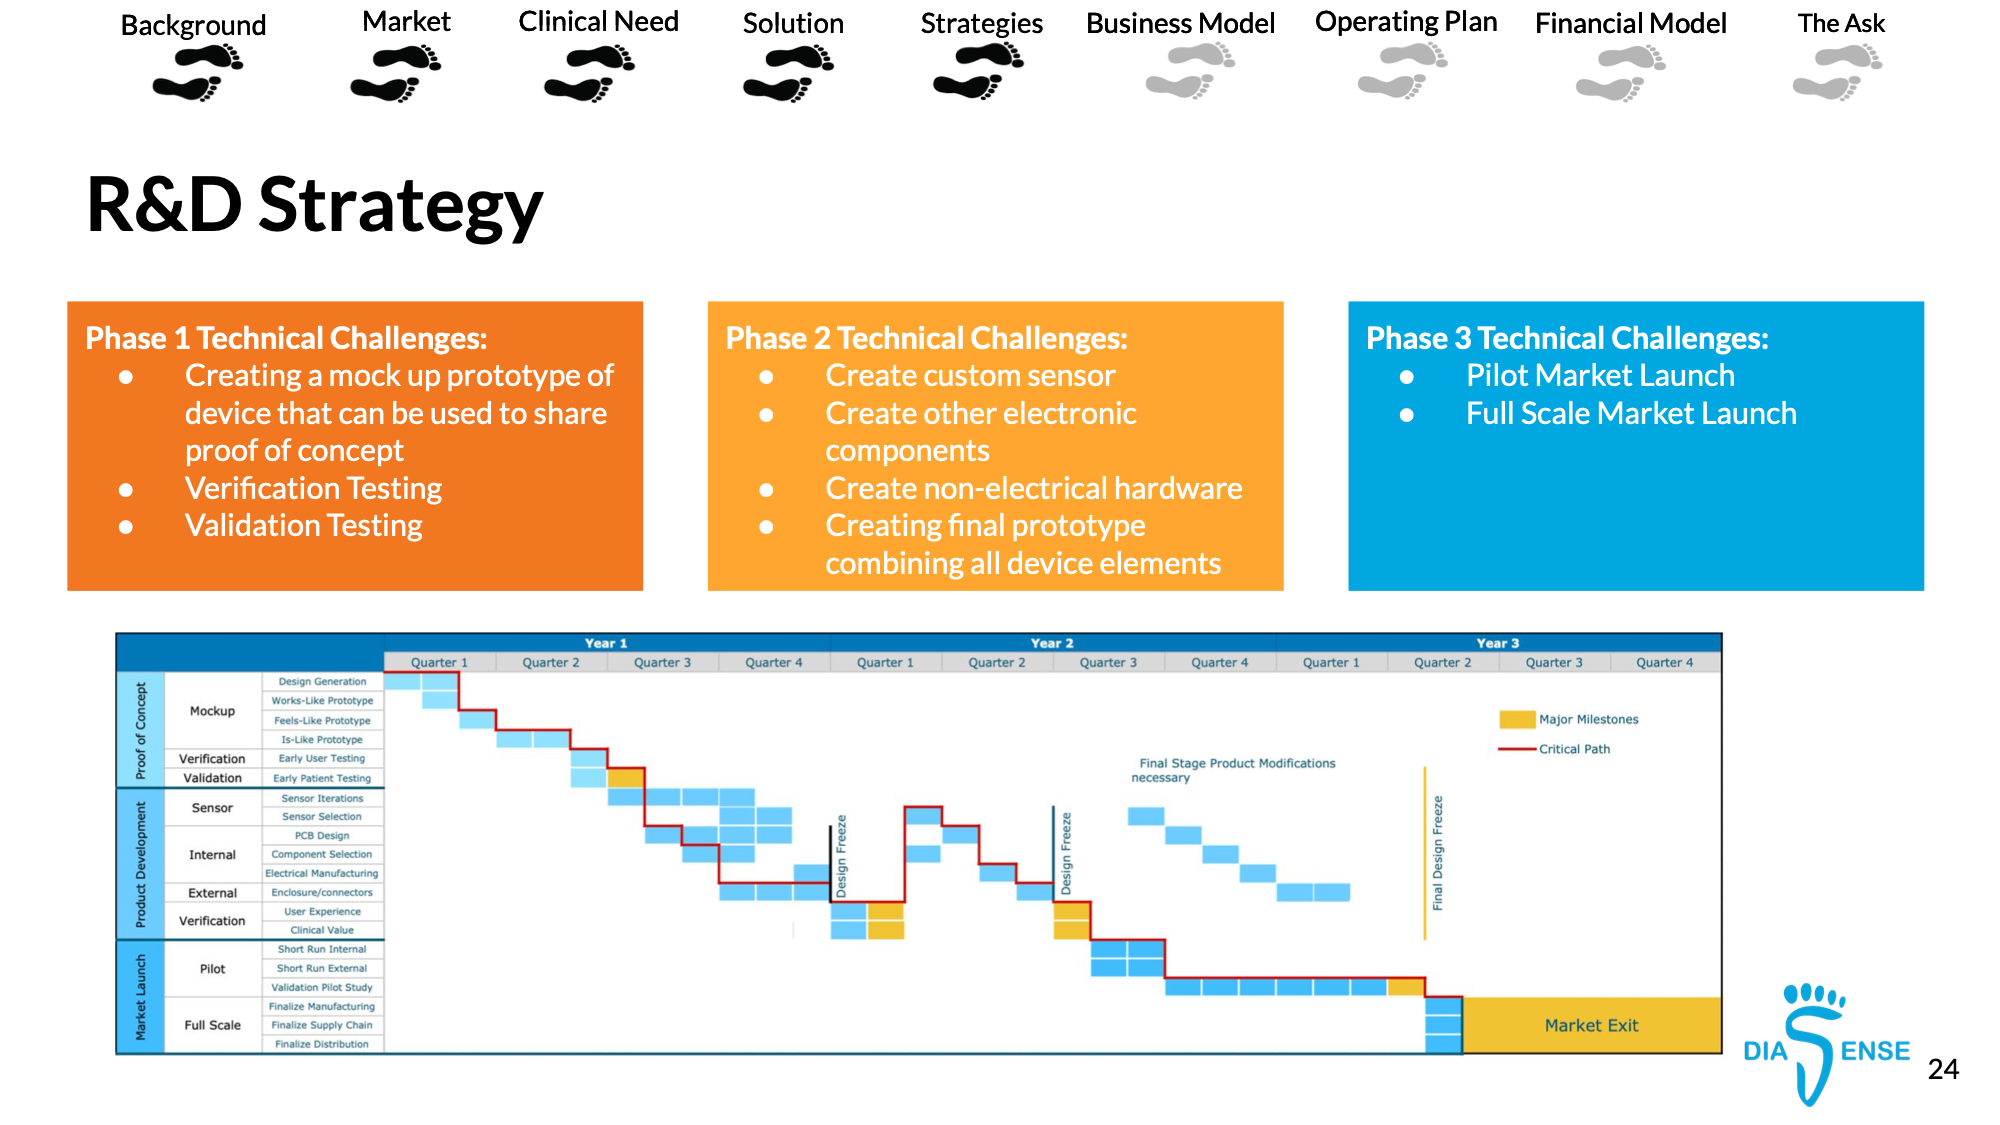 Background Market Clinical Need Solution Strategies Business Model Operating Plan Financial Model The Ask
R&D Strategy
Phase 1 Technical Challenges:
● Creating a mock up prototype of
device that can be used to share
proof of concept
● Verification Testing
● Validation Testing
Phase 2 Technical Challenges:
● Create custom sensor
● Create other electronic
components
● Create non-electrical hardware
● Creating final prototype
combining all device elements
Phase 3 Technical Challenges:
● Pilot Market Launch
● Full Scale Market Launch
Year 1 Year 2 Year 3
Quarter 1 Quarter 2 Quarter 3 Quarter 4 Quarter 1 Quarter 2 Quarter 3 Quarter 4 Quarter 1 Quarter 2 Quarter 3 Quarter 4
Proof of Concept
Mockup
Design Generation
Works-Like Prototype
Feels-Like Prototype
Is-Like Prototype
Verification Early User Testing
Validation Early Patient Testing
Product Development
Sensor
Sensor Iterations
Sensor Selection
Internal
PCB Design
Component Selection
Electrical Manufacturing
External Enclosure/connectors
Verification
User Experience
Clinical Value
Market Launch
Pilot
Short Run Internal
Short Run External
Validation Pilot Study
Full Scale
Finalize Manufacturing
Finalize Supply Chain
Finalize Distribution
Design Freeze
Design Freeze
Final Stage Product Modifications
necessary
Final Design Freeze
Major Milestones
Critical Path
Market Exit
DIASENSE
24